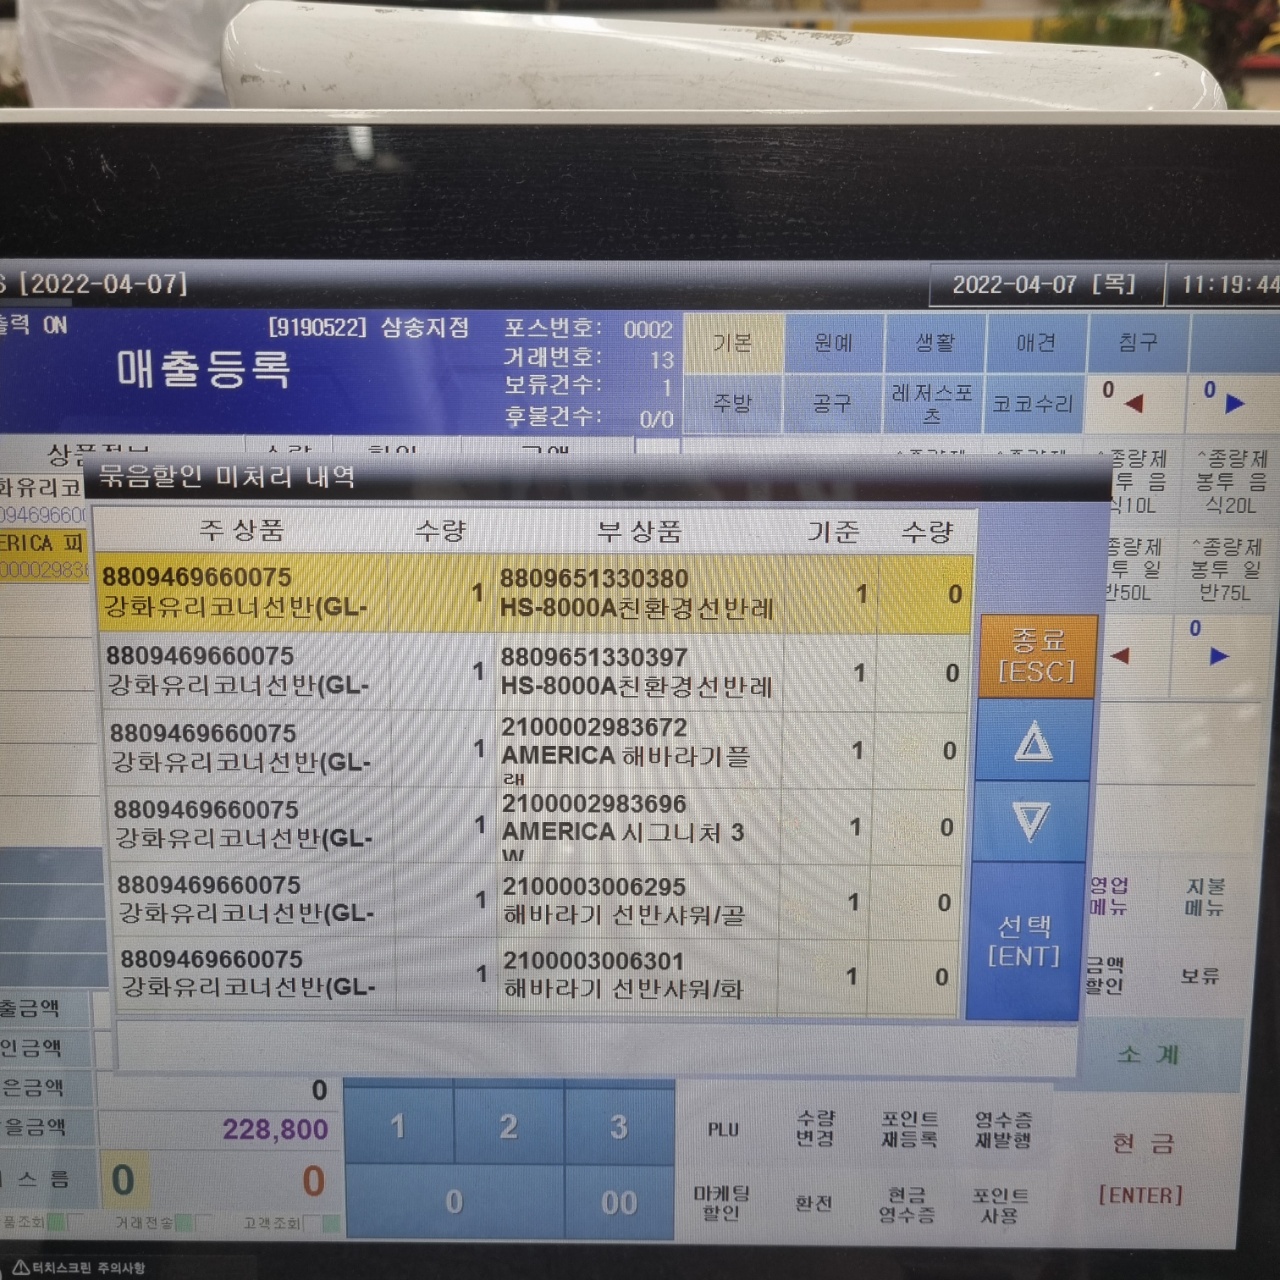 [2022-04-07]
2022-04-07 [목]
11:19:44
ON
[9190522] 삼송지점
매출등록
포스번호: 0002
거래번호: 13
보류건수: 1
후불건수: 0/0
기본 원예 생활 애견 침구
주방 공구 레저스포츠 코코수리 0 ◀ 0 ▶
묶음할인 미처리 내역
주 상품 수량 부 상품 기준 수량
8809469660075 1 8809651330380 1 0
강화유리코너선반(GL- HS-8000A친환경선반레
8809469660075 1 8809651330397 1 0
강화유리코너선반(GL- HS-8000A친환경선반레
8809469660075 1 2100002983672 1 0
강화유리코너선반(GL- AMERICA 해바라기플
8809469660075 1 2100002983696 1 0
강화유리코너선반(GL- AMERICA 시그니처 3
W
8809469660075 1 2100003006295 1 0
강화유리코너선반(GL- 해바라기 선반샤워/골
8809469660075 1 2100003006301 1 0
강화유리코너선반(GL- 해바라기 선반샤워/화
종료
[ESC]
△
▽
선택
[ENT]
^종량제
봉투 음
식20L
^종량제
봉투 일
반75L
◀ 0 ▶
영업
메뉴
지불
메뉴
금액
할인
보류
소 계
0
228,800
0 0
1 2 3
0 00
PLU
수량
변경
포인트
재등록
영수증
재발행
현 금
[ENTER]
마케팅
할인
환전
현금
영수증
포인트
사용
거래전송
고객조회
⚠터치스크린 주의사항